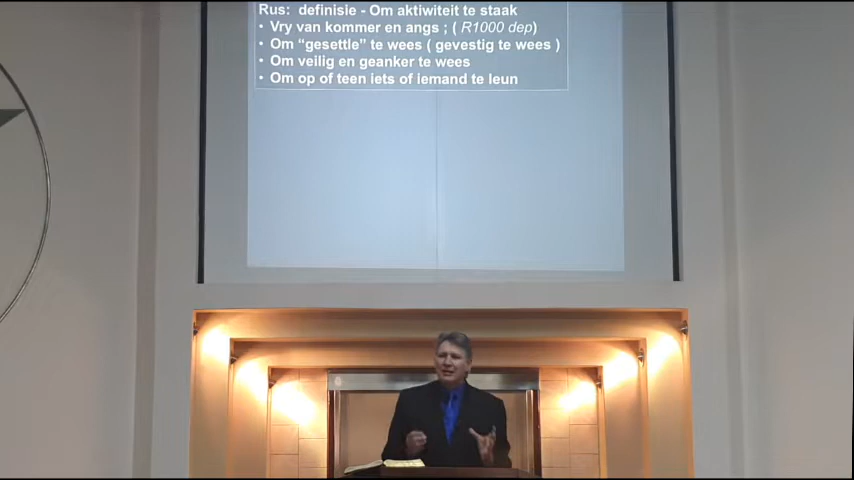 Rus: definisie - Om aktiwiteit te staak
• Vry van kommer en angs ; ( R1000 dep)
• Om “gesettle” te wees ( gevestig te wees )
• Om veilig en geanker te wees
• Om op of teen iets of iemand te leun